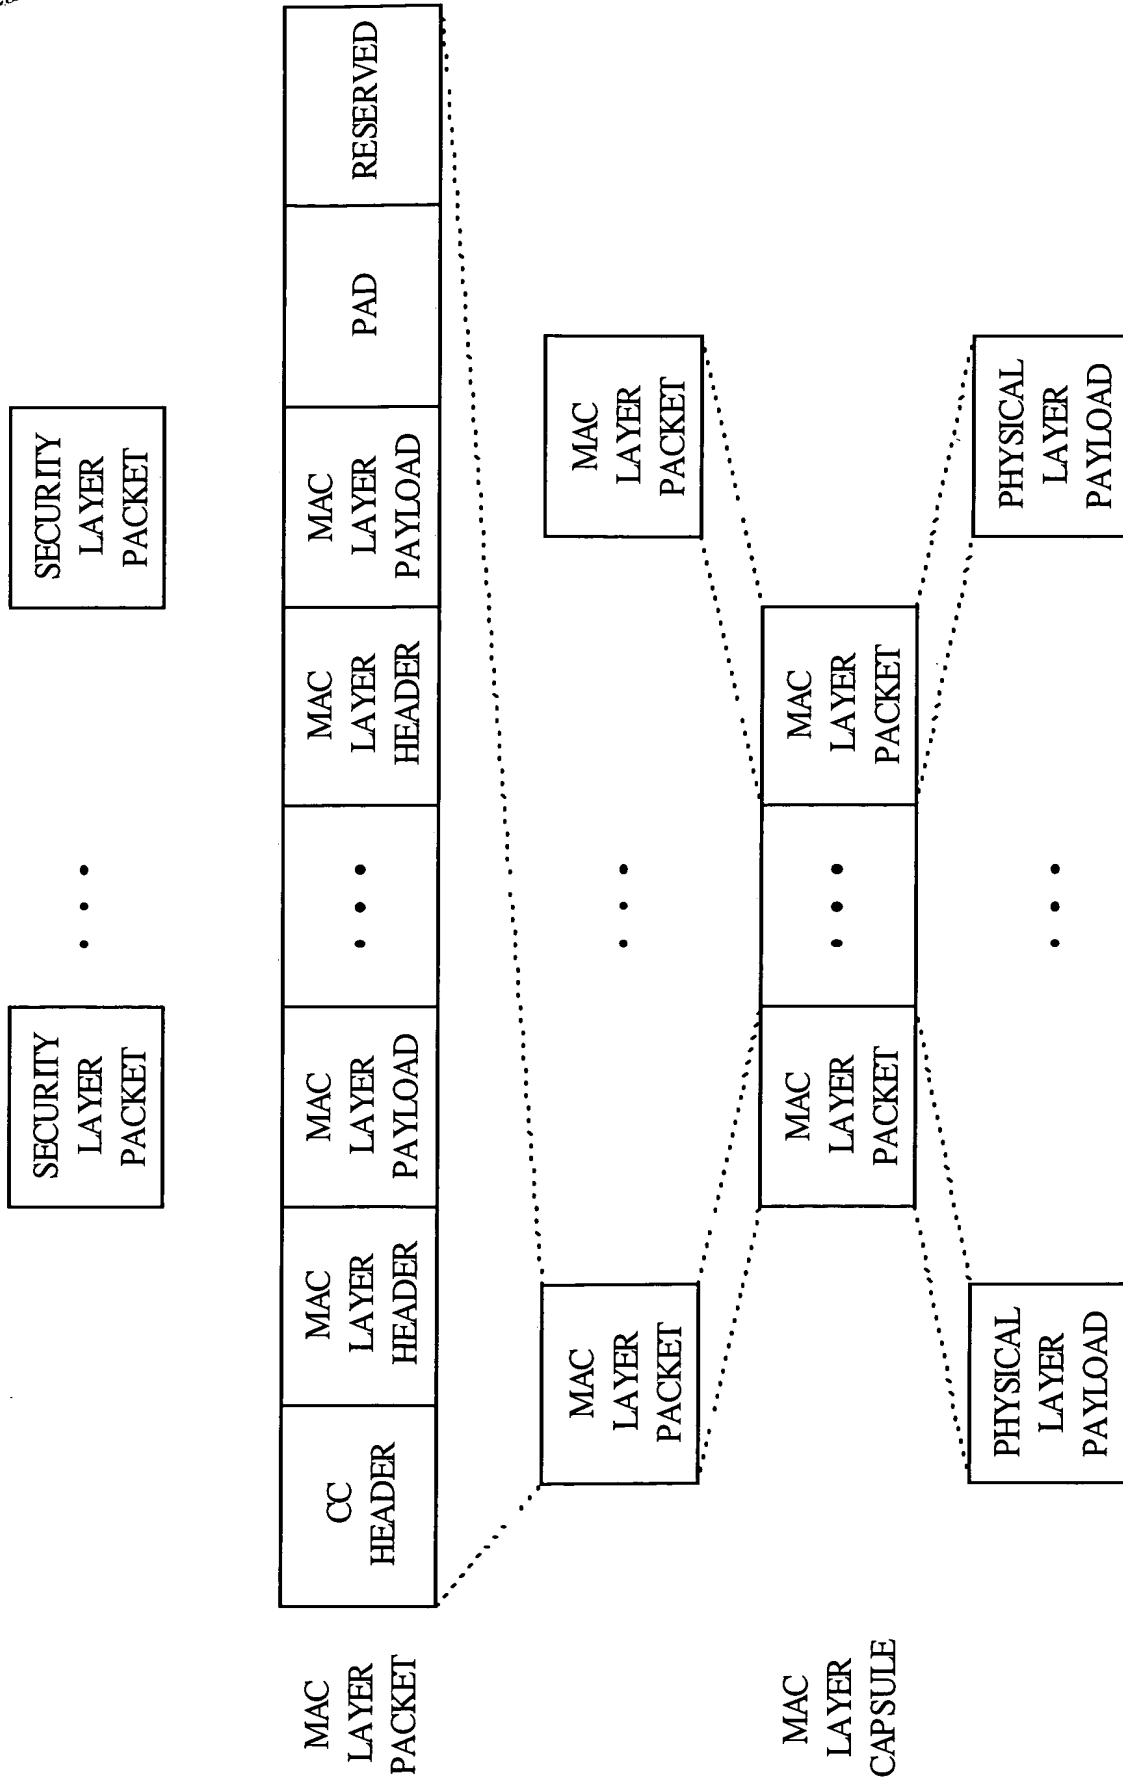 SECURITY
LAYER
PACKET
• • •
SECURITY
LAYER
PACKET
MAC
LAYER
PACKET
CC
HEADER
MAC
LAYER
HEADER
MAC
LAYER
PAYLOAD
• • •
MAC
LAYER
HEADER
MAC
LAYER
PAYLOAD
PAD
RESERVED
MAC
LAYER
PACKET
• • •
MAC
LAYER
PACKET
MAC
LAYER
CAPSULE
MAC
LAYER
PACKET
• • •
MAC
LAYER
PACKET
PHYSICAL
LAYER
PAYLOAD
• • •
PHYSICAL
LAYER
PAYLOAD